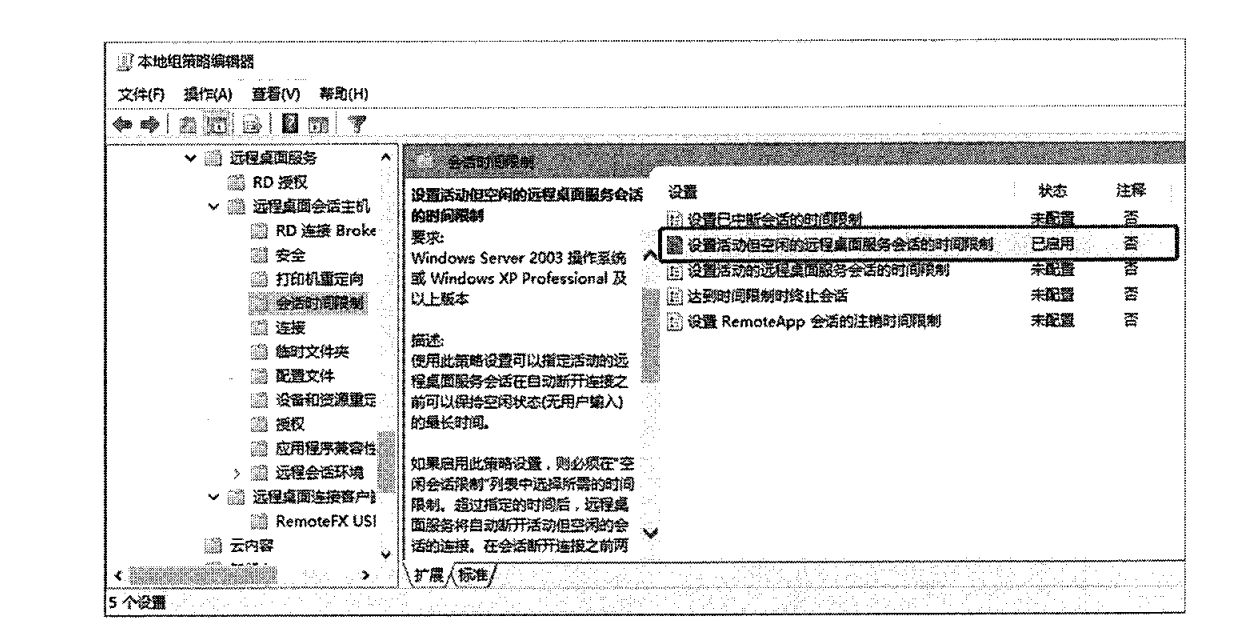 本地组策略编辑器
文件(F) 操作(A) 查看(V) 帮助(H)
远程桌面服务
RD 授权
远程桌面会话主机
RD 连接 Broke
安全
打印机重定向
会话时间限制
连接
临时文件夹
配置文件
设备和资源重定
授权
应用程序兼容性
远程会话环境
远程桌面连接客户
RemoteFX USI
云内容
会话时间限制
设置活动但空闲的远程桌面服务会话
的时间限制
要求:
Windows Server 2003 操作系统
或 Windows XP Professional 及
以上版本
描述:
使用此策略设置可以指定活动的远
程桌面服务会话在自动断开连接之
前可以保持空闲状态(无用户输入)
的最长时间。
如果启用此策略设置，则必须在"空
闲会话限制"列表中选择所需的时间
限制。超过指定的时间后，远程桌
面服务将自动断开活动但空闲的会
话的连接。在会话断开连接之前两
设置 状态 注释
设置已中断会话的时间限制 未配置 否
设置活动但空闲的远程桌面服务会话的时间限制 已启用 否
设置活动的远程桌面服务会话的时间限制 未配置 否
达到时间限制时终止会话 未配置 否
设置 RemoteApp 会话的注销时间限制 未配置 否
扩展 标准
5 个设置